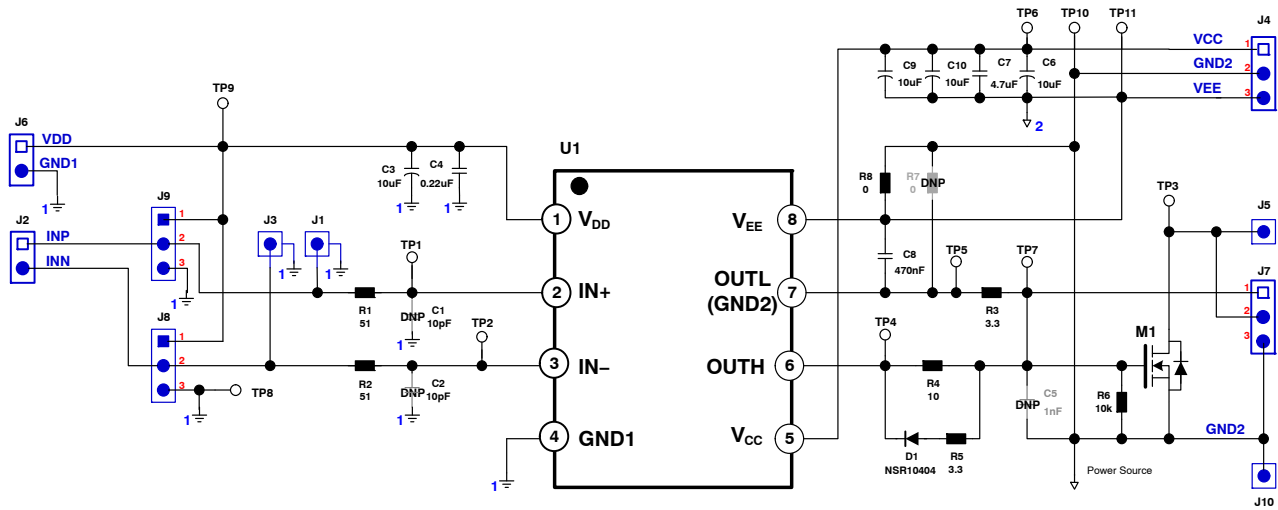 TP6
TP10
TP11
J4
VCC
1
GND2
2
VEE
3
C9
10uF
C10
10uF
C7
4.7uF
C6
10uF
2
TP9
J6
VDD
GND1
1
J2
INP
INN
J9
1
2
3
1
J3
1
J1
1
C3
10uF
1
C4
0.22uF
1
U1
1
VDD
2
IN+
3
IN−
4
GND1
1
8
VEE
7
OUTL
(GND2)
6
OUTH
5
VCC
TP1
R1
51
DNP
C1
10pF
1
TP2
R2
51
DNP
C2
10pF
1
J8
1
2
3
1
TP8
R8
0
R7
0
DNP
C8
470nF
TP5
TP7
R3
3.3
TP4
R4
10
D1
NSR10404
R5
3.3
DNP
C5
1nF
R6
10k
M1
TP3
J5
J7
1
2
3
GND2
Power Source
J10